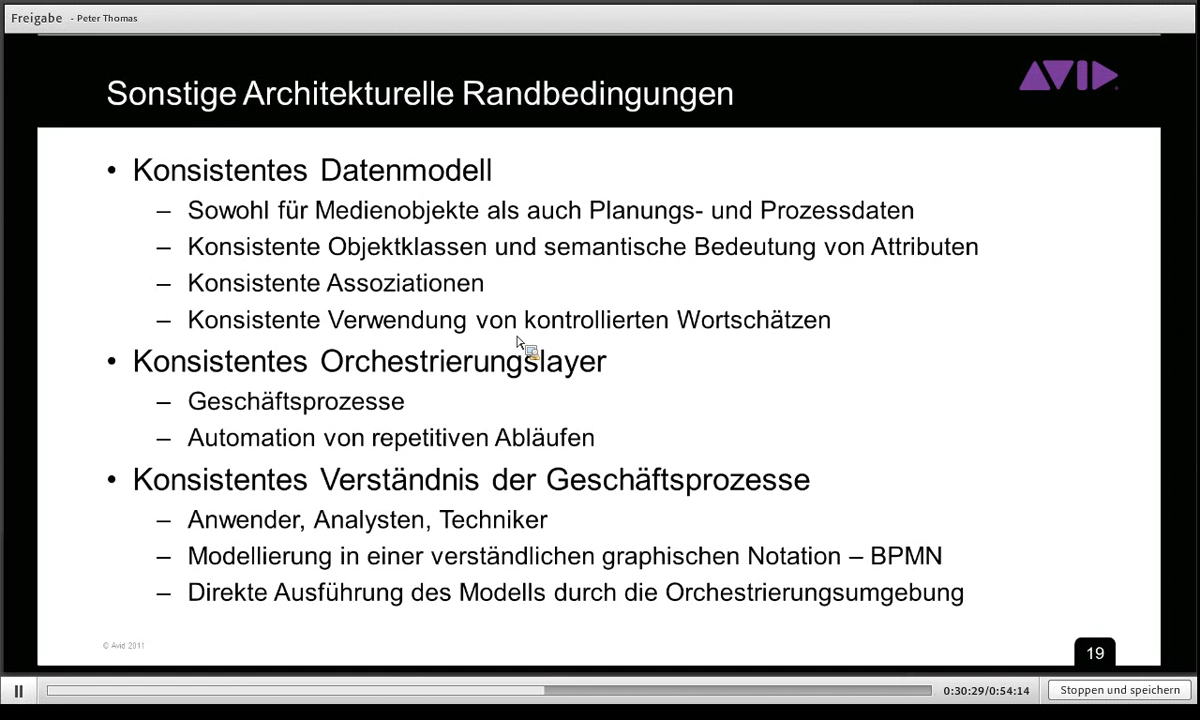 Freigabe - Peter Thomas
AVID
Sonstige Architekturelle Randbedingungen
• Konsistentes Datenmodell
– Sowohl für Medienobjekte als auch Planungs- und Prozessdaten
– Konsistente Objektklassen und semantische Bedeutung von Attributen
– Konsistente Assoziationen
– Konsistente Verwendung von kontrollierten Wortschätzen
• Konsistentes Orchestrierungslayer
– Geschäftsprozesse
– Automation von repetitiven Abläufen
• Konsistentes Verständnis der Geschäftsprozesse
– Anwender, Analysten, Techniker
– Modellierung in einer verständlichen graphischen Notation – BPMN
– Direkte Ausführung des Modells durch die Orchestrierungsumgebung
© Avid 2011
19
0:30:29/0:54:14
Stoppen und speichern